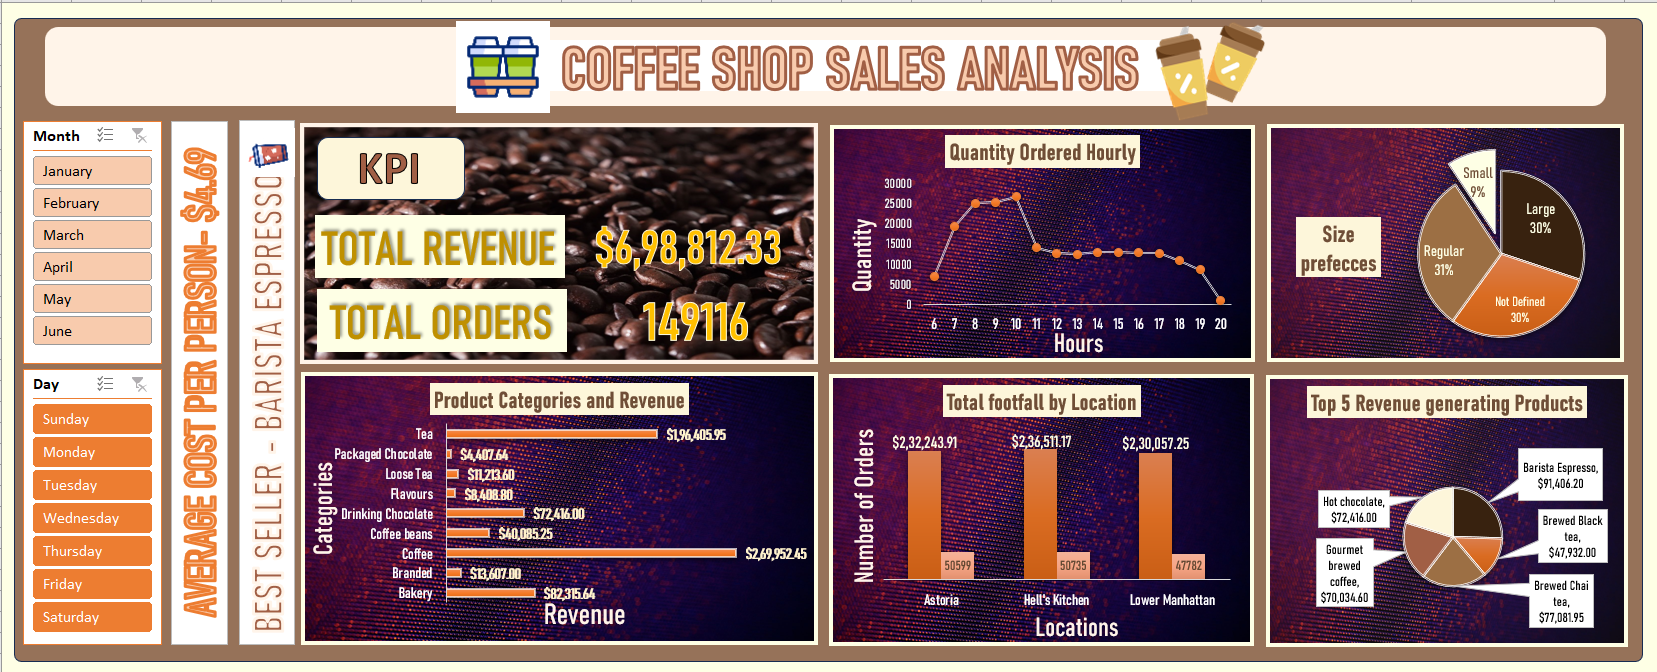 COFFEE SHOP SALES ANALYSIS
Month
January
February
March
April
May
June
Day
Sunday
Monday
Tuesday
Wednesday
Thursday
Friday
Saturday
AVERAGE COST PER PERSON- $4.69
BEST SELLER - BARISTA ESPRESSO
KPI
TOTAL REVENUE $6,98,812.33
TOTAL ORDERS 149116
Quantity Ordered Hourly
Quantity
30000
25000
20000
15000
10000
5000
0
6 7 8 9 10 11 12 13 14 15 16 17 18 19 20
Hours
Size
prefecces
Small
9%
Large
30%
Regular
31%
Not Defined
30%
Product Categories and Revenue
Categories
Tea $1,96,405.95
Packaged Chocolate $4,407.64
Loose Tea $11,213.60
Flavours $8,408.80
Drinking Chocolate $72,416.00
Coffee beans $40,085.25
Coffee $2,69,952.45
Branded $13,607.00
Bakery $82,315.64
Revenue
Total footfall by Location
Number of Orders
$2,32,243.91 $2,36,511.17 $2,30,057.25
50599 50735 47782
Astoria Hell's Kitchen Lower Manhattan
Locations
Top 5 Revenue generating Products
Barista Espresso,
$91,406.20
Hot chocolate,
$72,416.00
Brewed Black
tea,
$47,932.00
Gourmet
brewed
coffee,
$70,034.60
Brewed Chai
tea,
$77,081.95